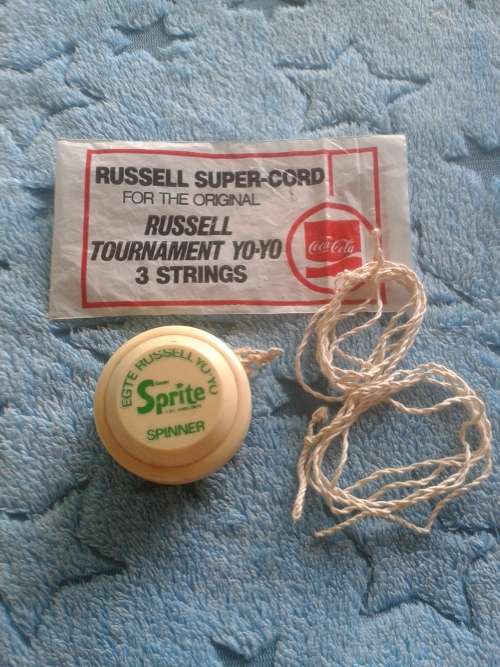 RUSSELL SUPER-CORD
FOR THE ORIGINAL
RUSSELL
TOURNAMENT YO-YO
3 STRINGS
Coca-Cola
EGTE RUSSELL YO YO
Sprite
SPINNER